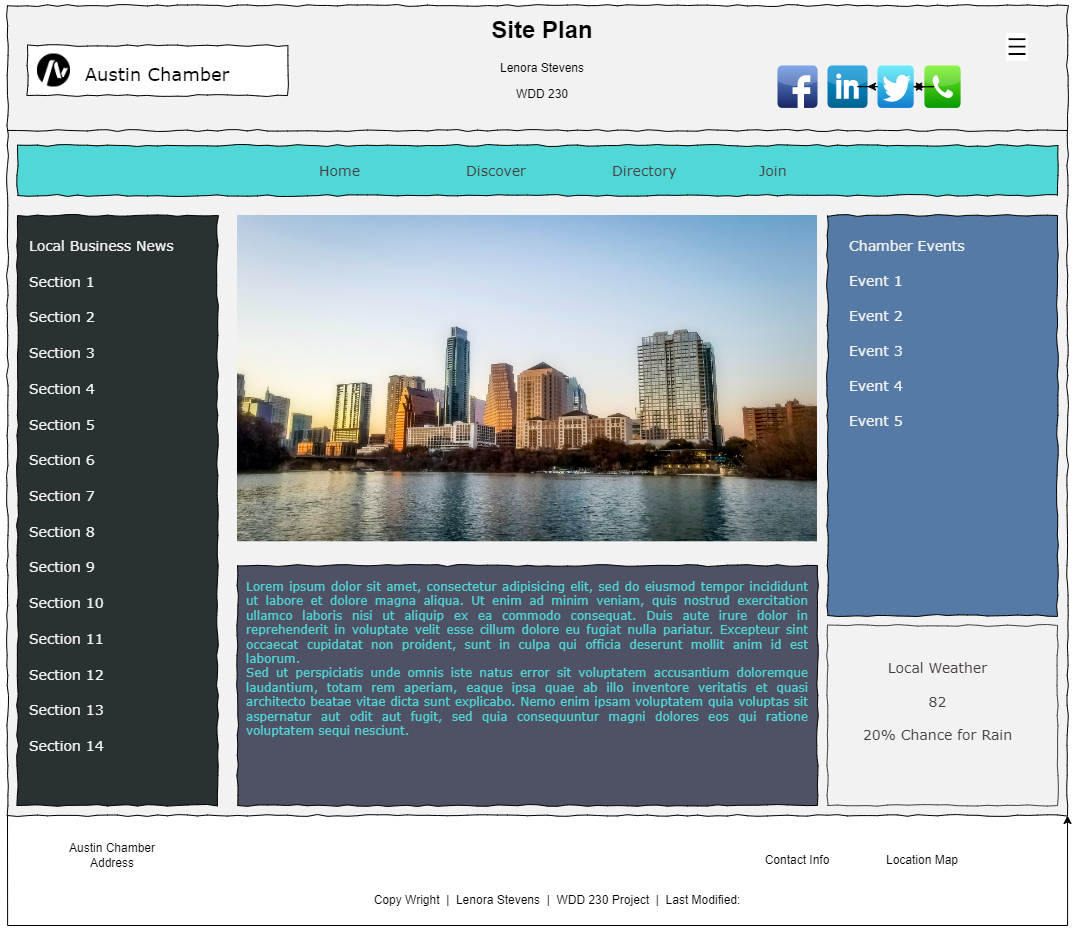 Site Plan
Lenora Stevens
WDD 230
Austin Chamber
f
in
Home
Discover
Directory
Join
Local Business News
Section 1
Section 2
Section 3
Section 4
Section 5
Section 6
Section 7
Section 8
Section 9
Section 10
Section 11
Section 12
Section 13
Section 14
Lorem ipsum dolor sit amet, consectetur adipisicing elit, sed do eiusmod tempor incididunt
ut labore et dolore magna aliqua. Ut enim ad minim veniam, quis nostrud exercitation
ullamco laboris nisi ut aliquip ex ea commodo consequat. Duis aute irure dolor in
reprehenderit in voluptate velit esse cillum dolore eu fugiat nulla pariatur. Excepteur sint
occaecat cupidatat non proident, sunt in culpa qui officia deserunt mollit anim id est
laborum.
Sed ut perspiciatis unde omnis iste natus error sit voluptatem accusantium doloremque
laudantium, totam rem aperiam, eaque ipsa quae ab illo inventore veritatis et quasi
architecto beatae vitae dicta sunt explicabo. Nemo enim ipsam voluptatem quia voluptas sit
aspernatur aut odit aut fugit, sed quia consequuntur magni dolores eos qui ratione
voluptatem sequi nesciunt.
Chamber Events
Event 1
Event 2
Event 3
Event 4
Event 5
Local Weather
82
20% Chance for Rain
Austin Chamber
Address
Contact Info
Location Map
Copy Wright | Lenora Stevens | WDD 230 Project | Last Modified: